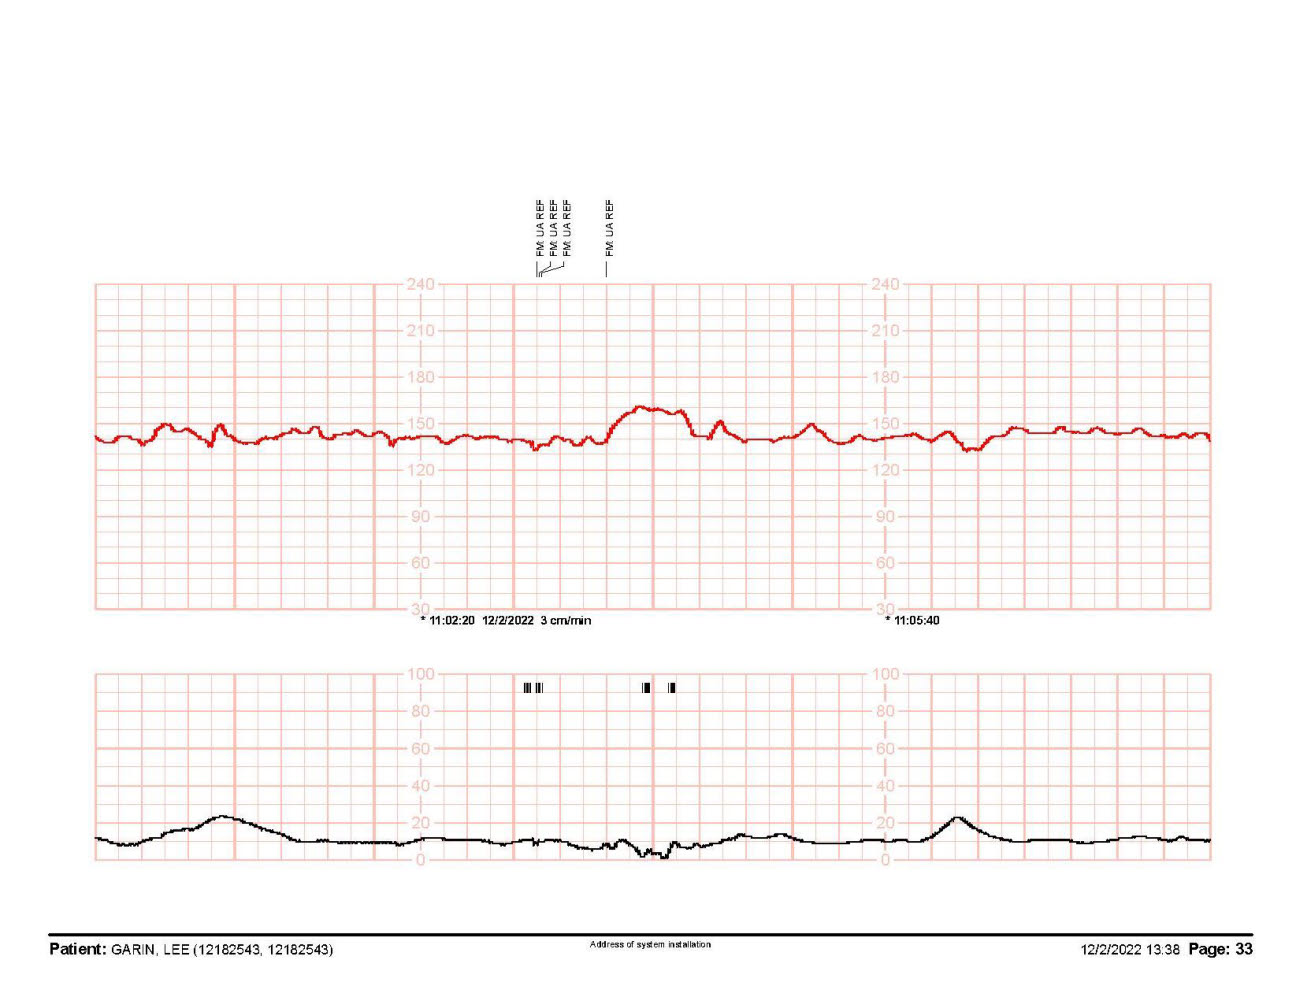 FM: UA REF
FM: UA REF
FM: UA REF
FM: UA REF
240 240
210 210
180 180
150 150
120 120
90 90
60 60
30 30
* 11:02:20 12/2/2022 3 cm/min * 11:05:40
100 100
80 80
60 60
40 40
20 20
0 0
Patient: GARIN, LEE (12182543, 12182543) Address of system installation 12/2/2022 13:38 Page: 33